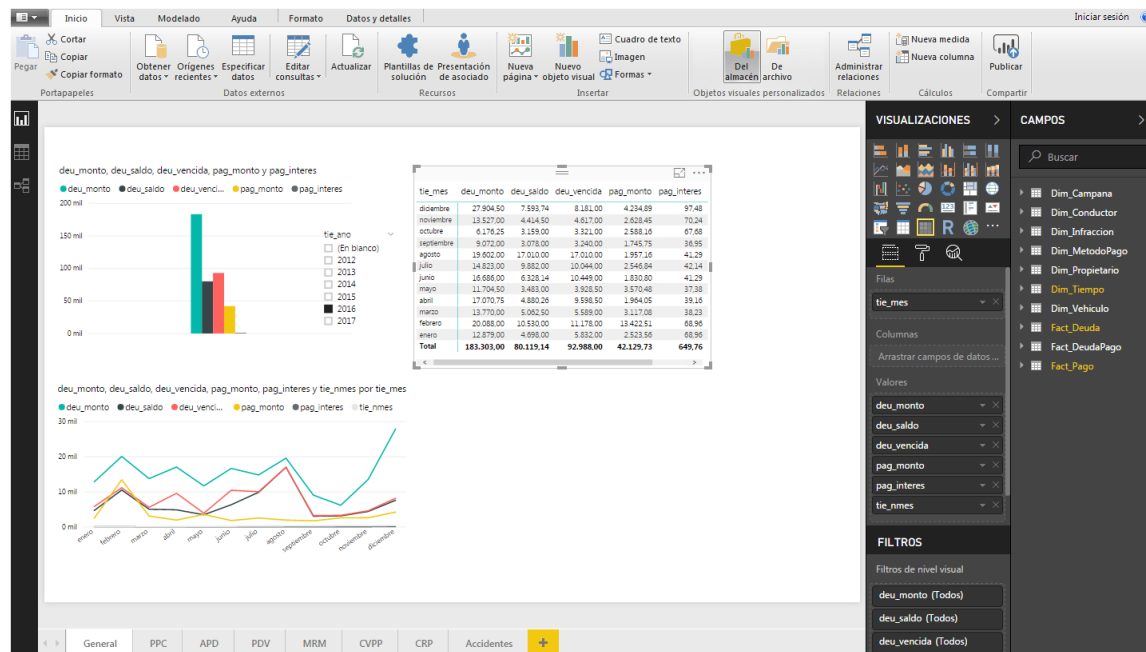 Inicio Vista Modelado Ayuda Formato Datos y detalles Iniciar sesión
Pegar
Cortar
Copiar
Copiar formato
Portapapeles
Obtener datos
Orígenes recientes
Especificar datos
Editar consultas
Datos externos
Actualizar
Plantillas de solución
Presentación de asociado
Recursos
Nueva página
Nuevo objeto visual
Cuadro de texto
Imagen
Formas
Insertar
Del almacén
De archivo
Objetos visuales personalizados
Administrar relaciones
Relaciones
Nueva medida
Nueva columna
Cálculos
Publicar
Compartir
deu_monto, deu_saldo, deu_vencida, pag_monto y pag_interes
deu_monto deu_saldo deu_venci... pag_monto pag_interes
200 mil
150 mil
100 mil
50 mil
0 mil
tie_ano
(En blanco)
2012
2013
2014
2015
2016
2017
tie_mes deu_monto deu_saldo deu_vencida pag_monto pag_interes
diciembre 27.904,50 7.593,74 8.181,00 4.234,89 97,48
noviembre 13.527,00 4.414,50 4.617,00 2.628,45 70,24
octubre 6.176,25 3.159,00 3.321,00 2.588,16 67,68
septiembre 9.072,00 3.078,00 3.240,00 1.745,75 36,95
agosto 19.602,00 17.010,00 17.010,00 1.957,16 41,29
julio 14.823,00 9.882,00 10.044,00 2.546,84 42,14
junio 16.686,00 6.328,14 10.449,00 1.830,80 41,29
mayo 11.704,50 3.483,00 3.928,50 3.570,48 37,38
abril 17.070,75 4.880,26 9.598,50 1.964,05 39,16
marzo 13.770,00 5.062,50 5.589,00 3.117,08 38,23
febrero 20.088,00 10.530,00 11.178,00 13.422,51 68,96
enero 12.879,00 4.698,00 5.832,00 2.523,56 68,96
Total 183.303,00 80.119,14 92.988,00 42.129,73 649,76
deu_monto, deu_saldo, deu_vencida, pag_monto, pag_interes y tie_nmes por tie_mes
deu_monto deu_saldo deu_venci... pag_monto pag_interes tie_nmes
30 mil
20 mil
10 mil
0 mil
enero febrero marzo abril mayo junio julio agosto septiembre octubre noviembre diciembre
VISUALIZACIONES
R
Filas
tie_mes
Columnas
Arrastrar campos de datos ...
Valores
deu_monto
deu_saldo
deu_vencida
pag_monto
pag_interes
tie_nmes
FILTROS
Filtros de nivel visual
deu_monto (Todos)
deu_saldo (Todos)
deu_vencida (Todos)
CAMPOS
Buscar
Dim_Campana
Dim_Conductor
Dim_Infraccion
Dim_MetodoPago
Dim_Propietario
Dim_Tiempo
Dim_Vehiculo
Fact_Deuda
Fact_DeudaPago
Fact_Pago
General PPC APD PDV MRM CVPP CRP Accidentes +